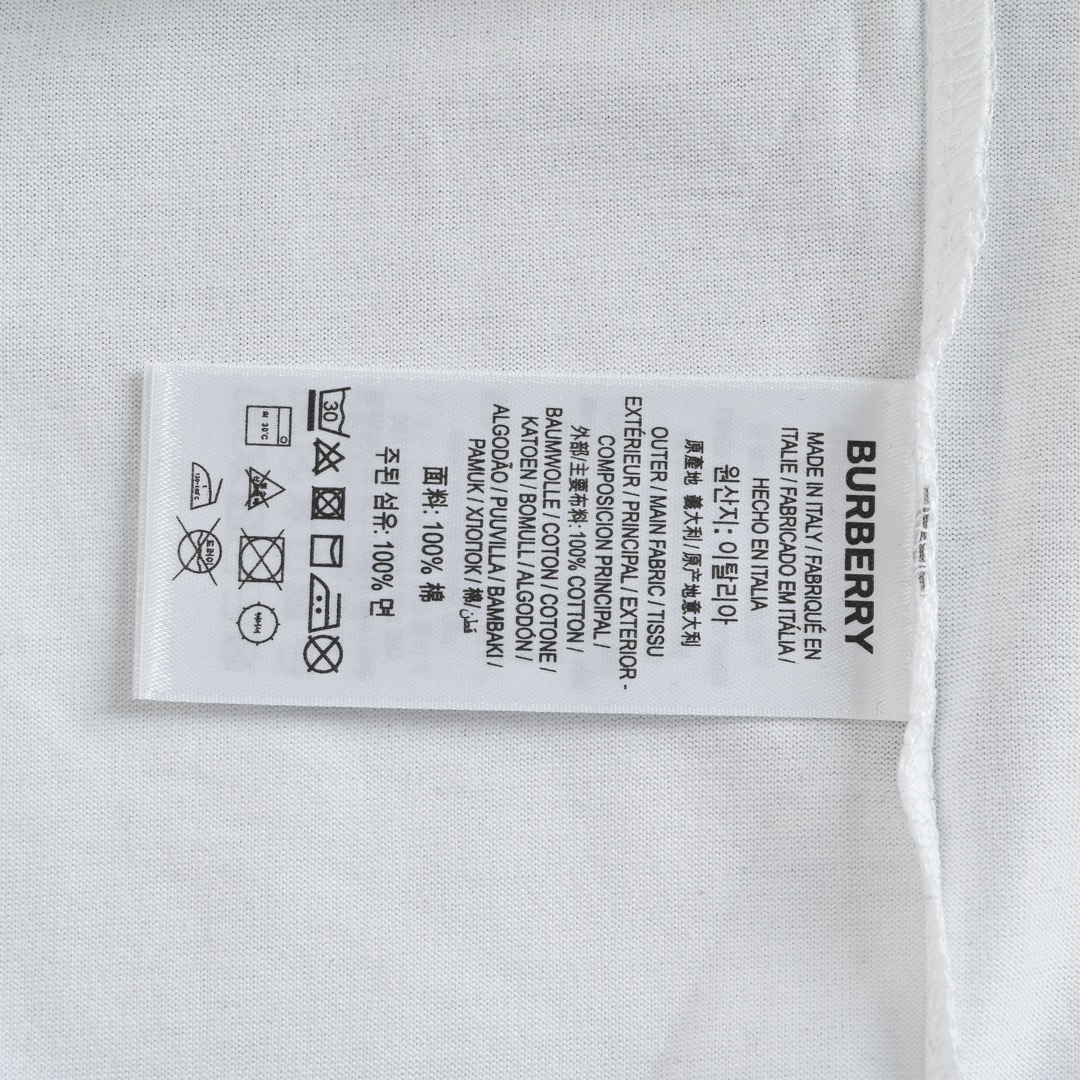 BURBERRY
MADE IN ITALY / FABRIQUÉ EN
ITALIE / FABRICADO EM ITÁLIA /
HECHO EN ITALIA
원산지: 이탈리아
原產地 義大利 / 原产地意大利
OUTER / MAIN FABRIC / TISSU
EXTÉRIEUR / PRINCIPAL / EXTERIOR -
COMPOSICION PRINCIPAL /
外部/主要布料: 100% COTTON /
BAUMWOLLE / COTON / COTONE /
KATOEN / BOMULL / ALGODÓN /
ALGODÃO / PUUVILLA / BAMBAKI /
PAMUK / ХЛОПОК / 棉/قطن
面料: 100% 棉
주된 섬유: 100% 면
30
30°C